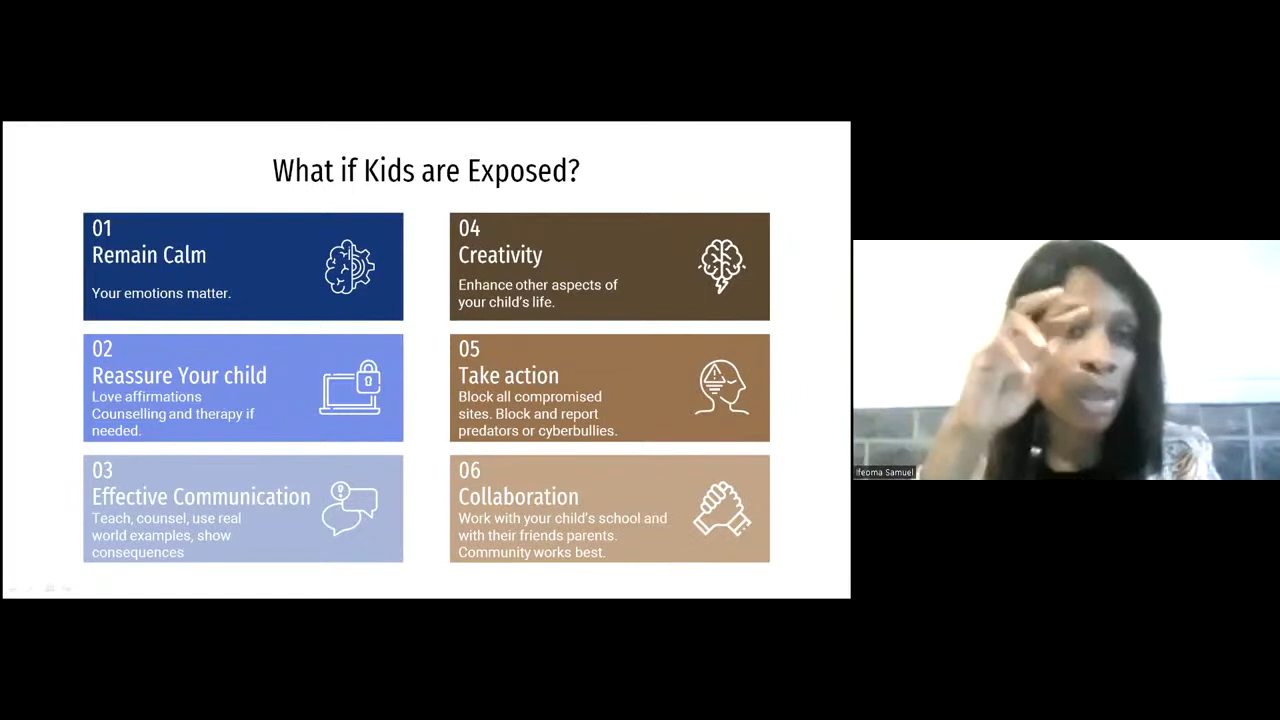 What if Kids are Exposed?
01
Remain Calm
Your emotions matter.
02
Reassure Your child
Love affirmations
Counselling and therapy if
needed.
03
Effective Communication
Teach, counsel, use real
world examples, show
consequences
04
Creativity
Enhance other aspects of
your child's life.
05
Take action
Block all compromised
sites. Block and report
predators or cyberbullies.
06
Collaboration
Work with your child's school and
with their friends parents.
Community works best.
Ifeoma Samuel